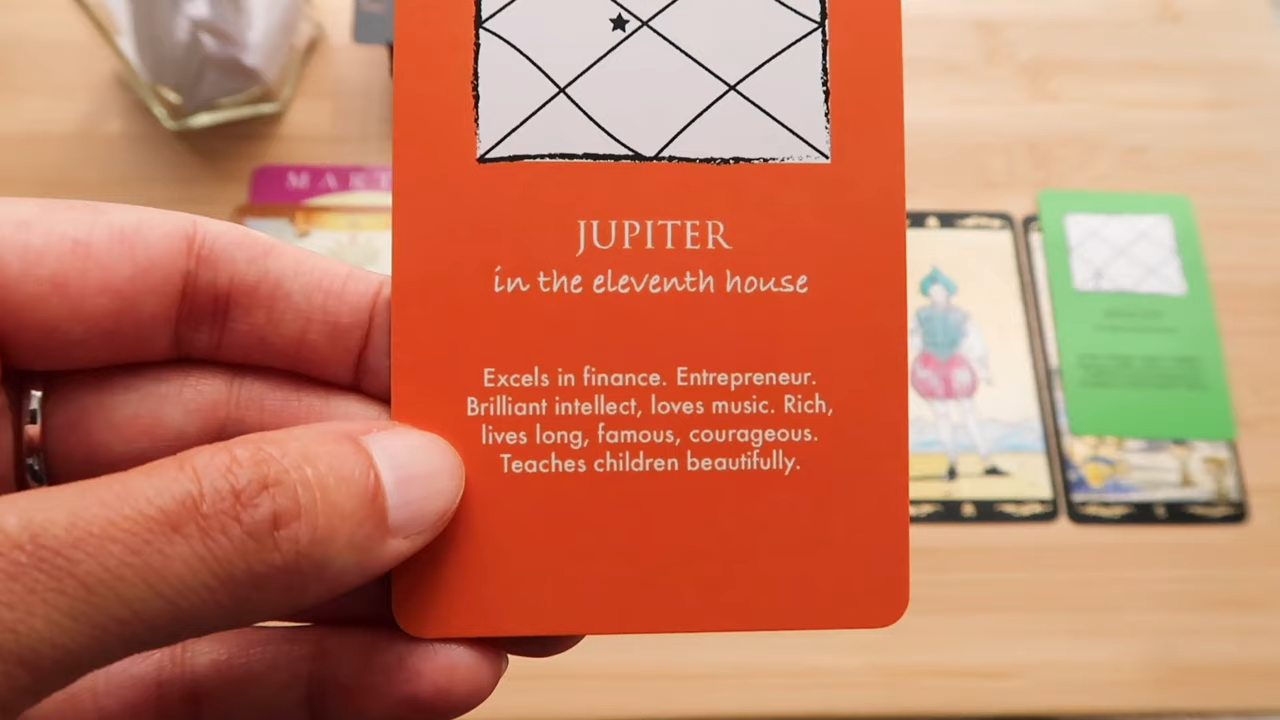 JUPITER
in the eleventh house
Excels in finance. Entrepreneur.
Brilliant intellect, loves music. Rich,
lives long, famous, courageous.
Teaches children beautifully.